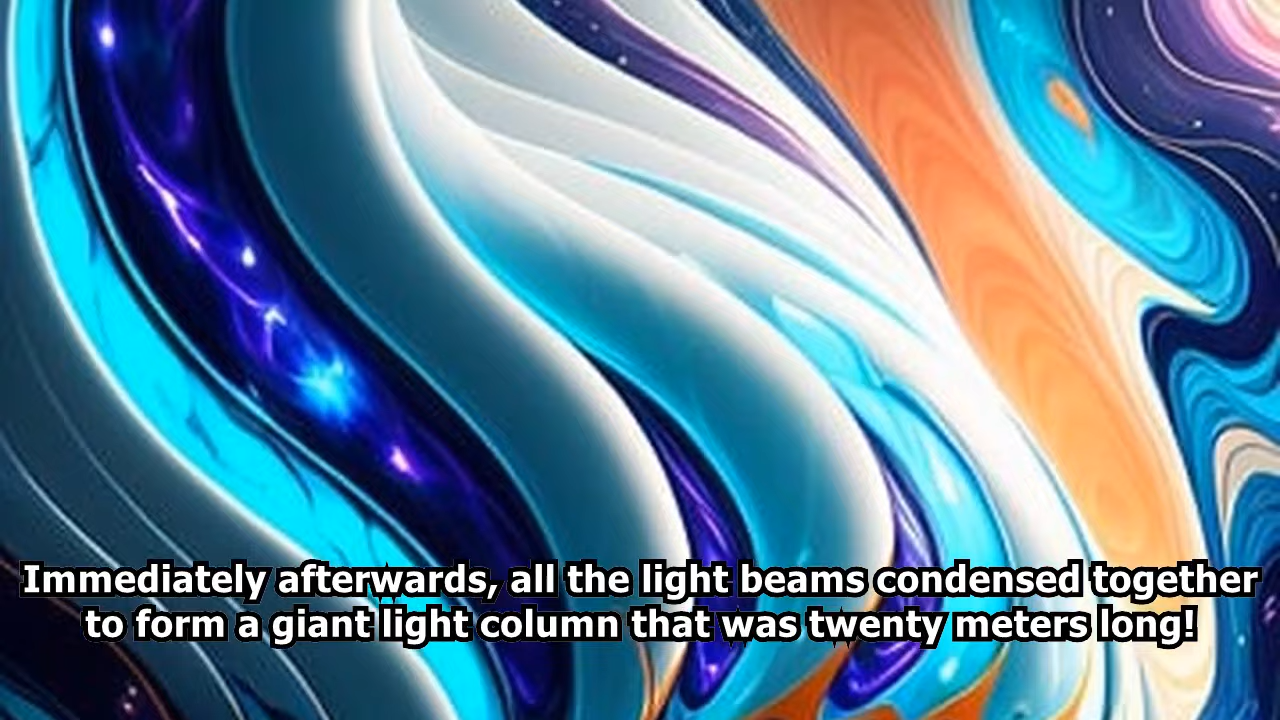 Immediately afterwards, all the light beams condensed together
to form a giant light column that was twenty meters long!